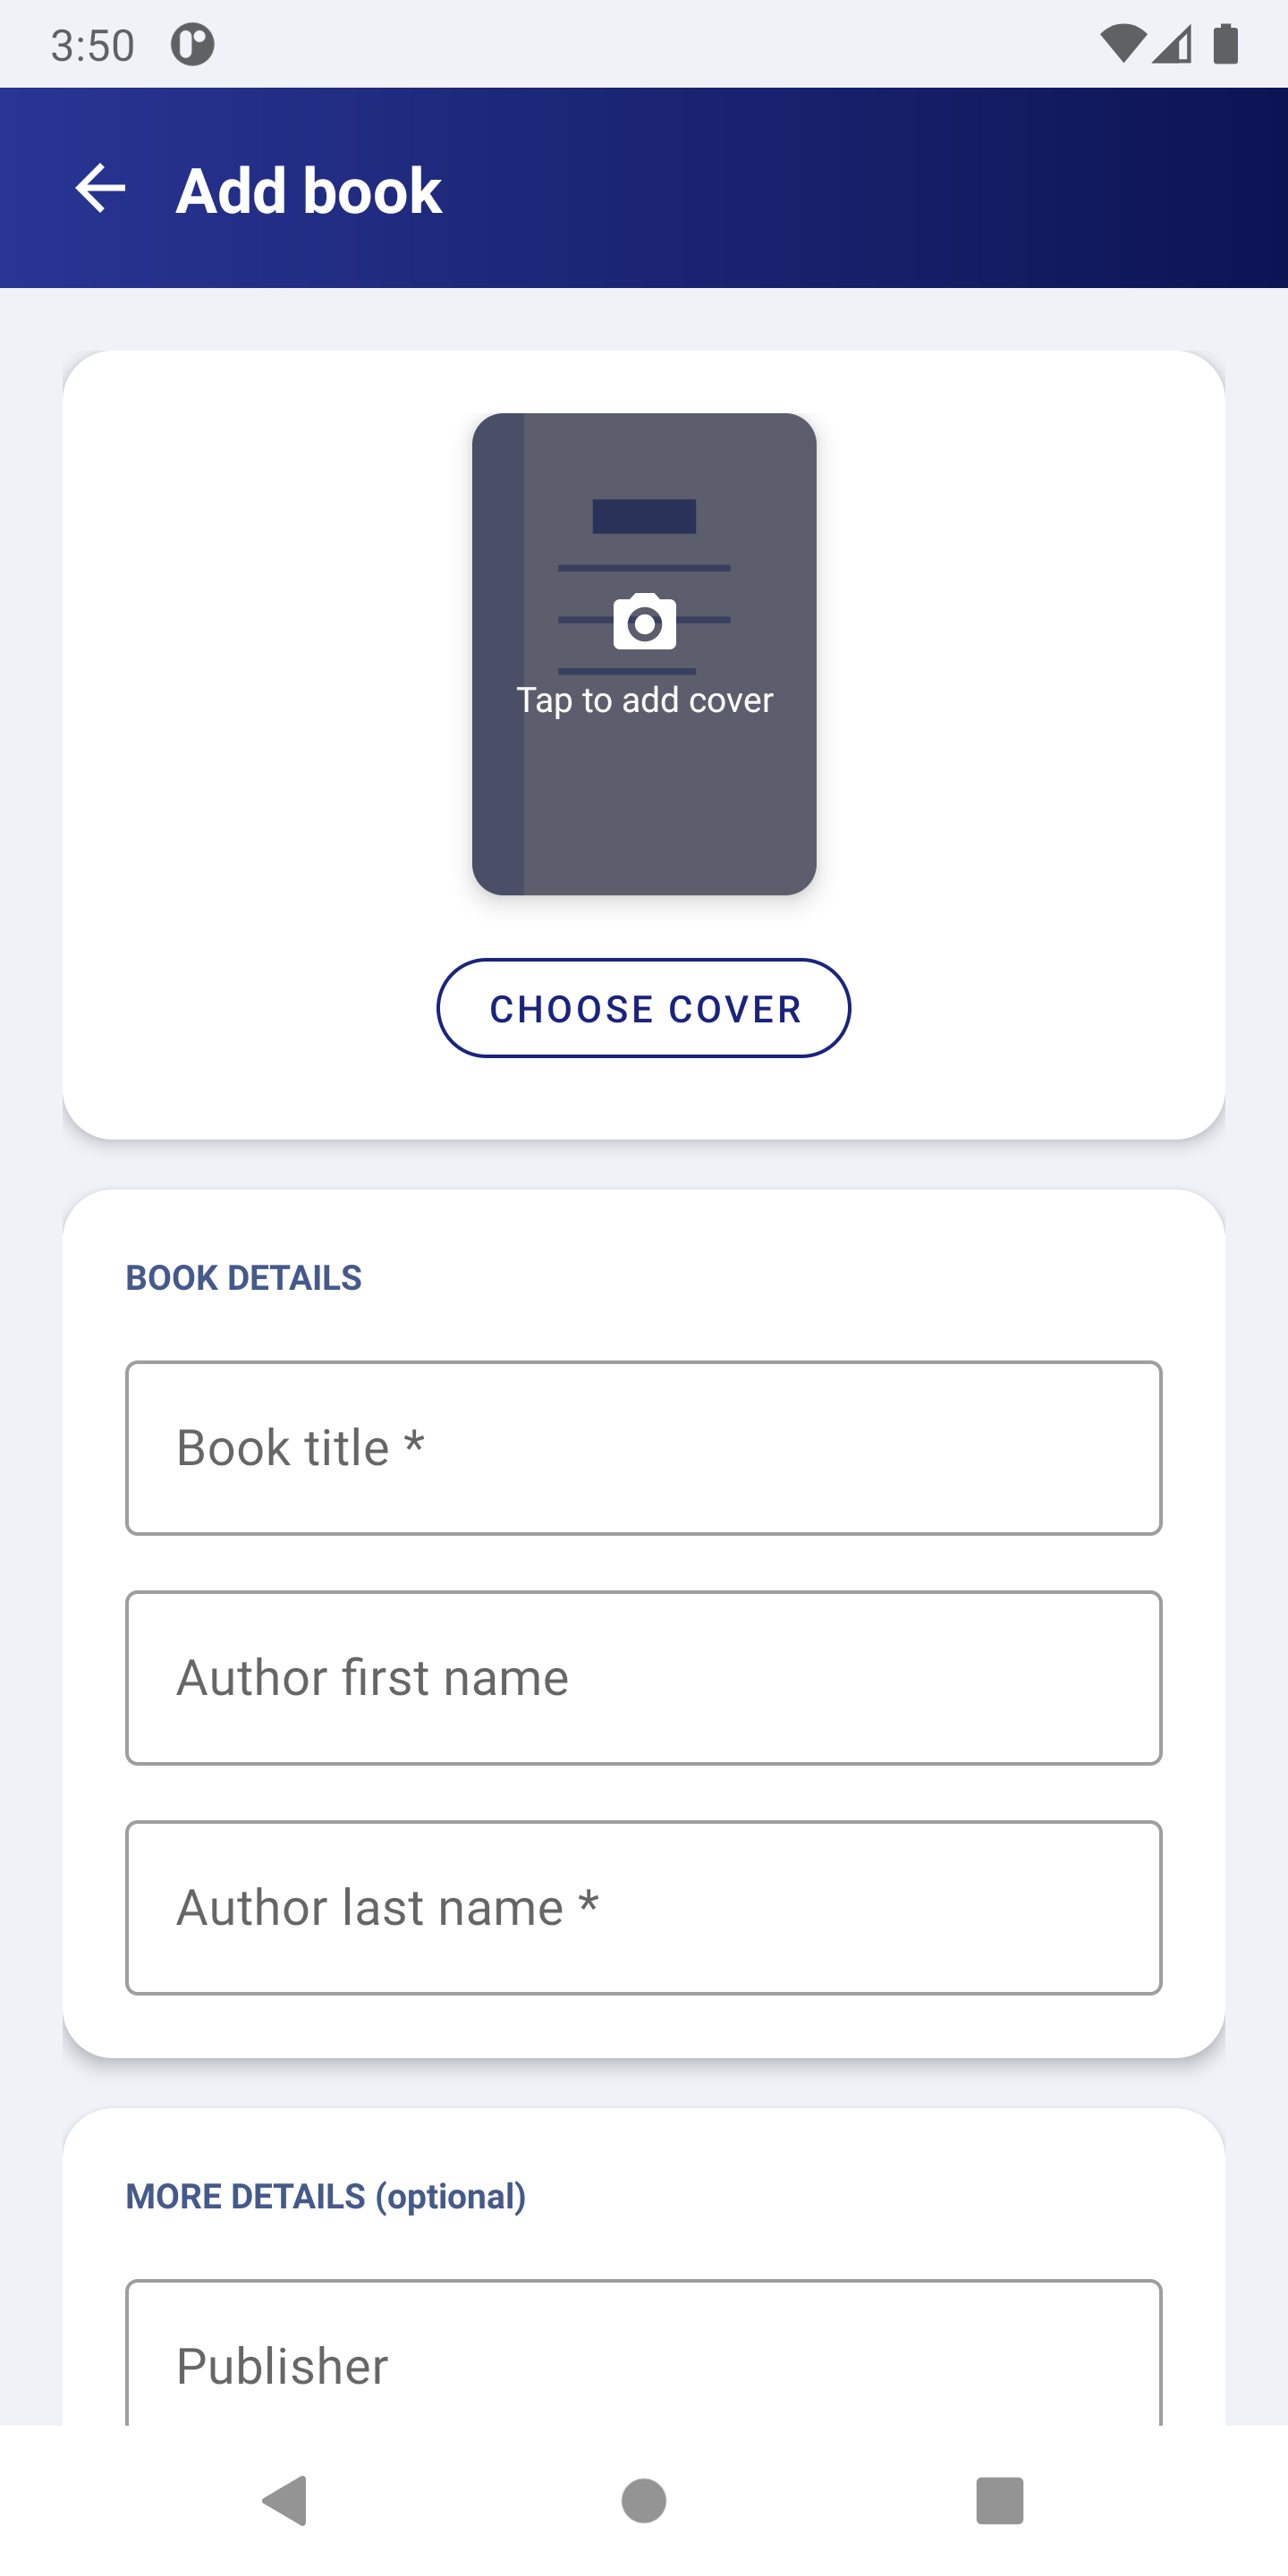 3:50
Add book
Tap to add cover
CHOOSE COVER
BOOK DETAILS
Book title *
Author first name
Author last name *
MORE DETAILS (optional)
Publisher